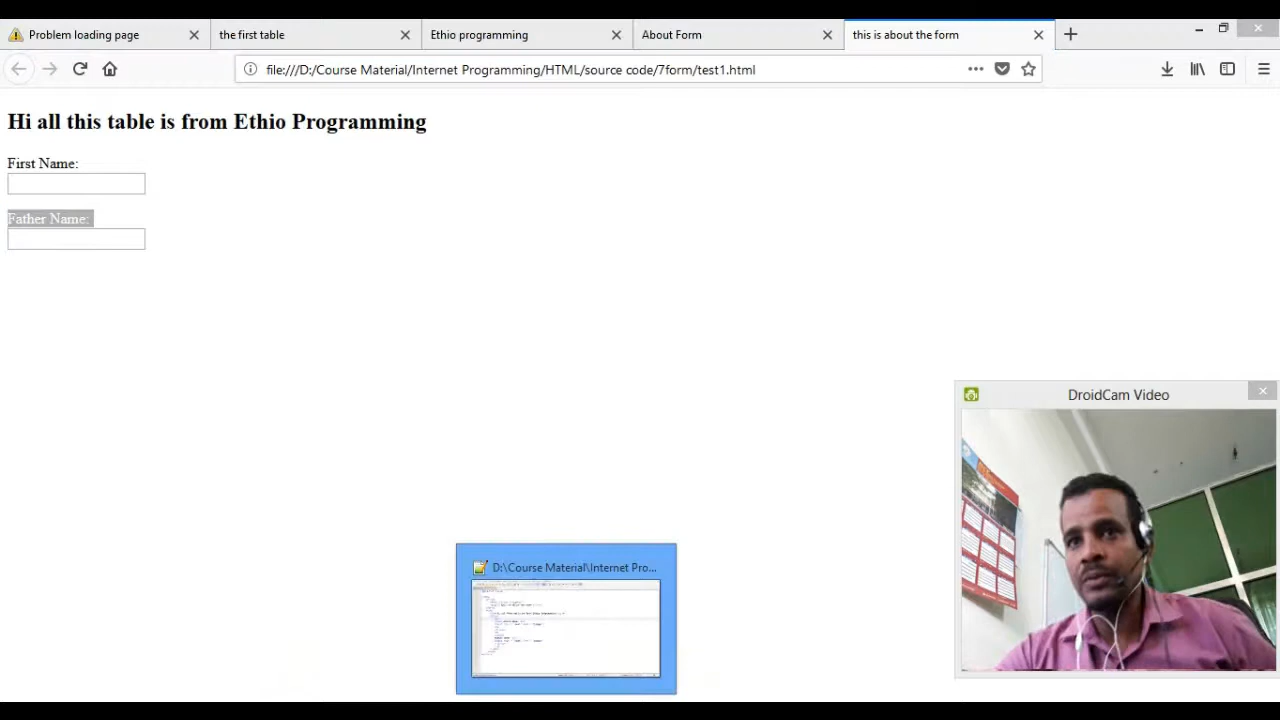 Problem loading page
the first table
Ethio programming
About Form
this is about the form
file:///D:/Course Material/Internet Programming/HTML/source code/7form/test1.html
Hi all this table is from Ethio Programming
First Name:
Father Name:
DroidCam Video
D:\Course Material\Internet Pro...